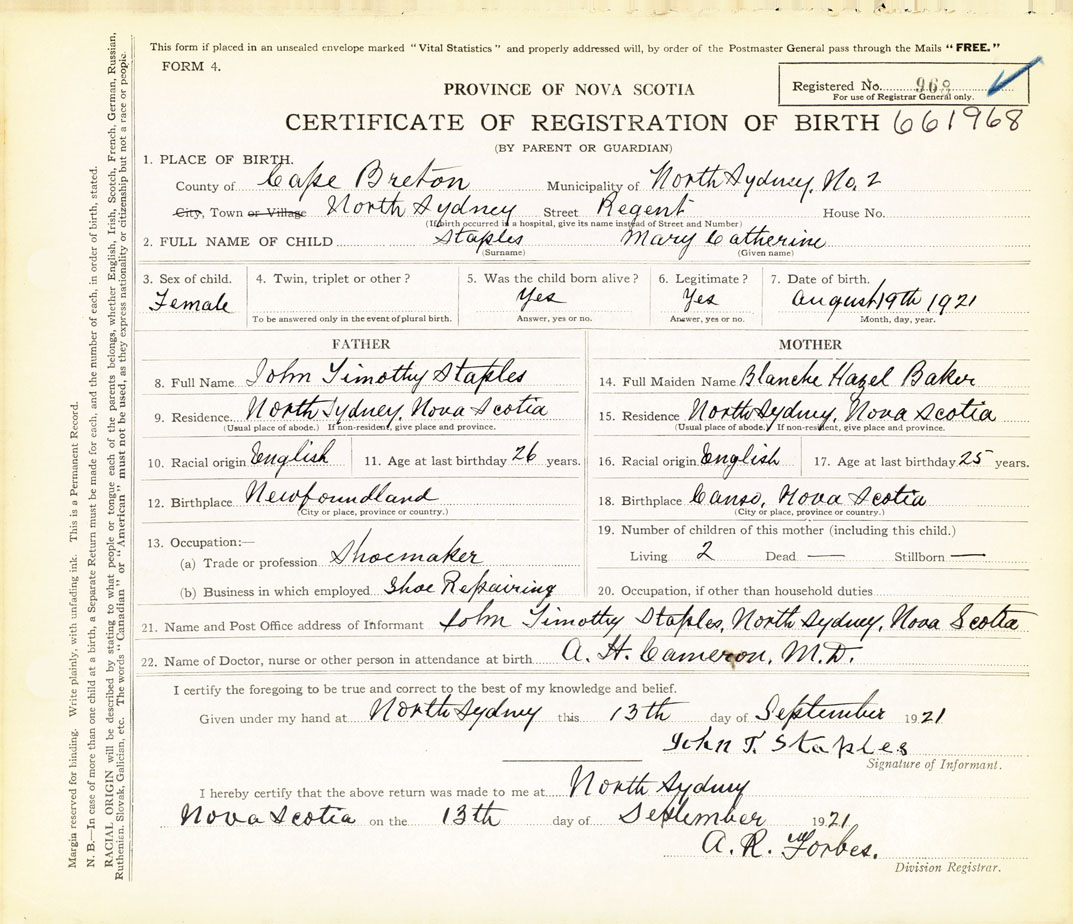 This form if placed in an unsealed envelope marked "Vital Statistics" and properly addressed will, by order of the Postmaster General pass through the Mails "FREE."
FORM 4.
Registered No. 968
For use of Registrar General only.
PROVINCE OF NOVA SCOTIA
CERTIFICATE OF REGISTRATION OF BIRTH 661968
(BY PARENT OR GUARDIAN)
1. PLACE OF BIRTH.
County of Cape Breton Municipality of North Sydney, No. 2
City, Town or Village North Sydney Street Regent House No.
(If birth occurred in a hospital, give its name instead of Street and Number)
2. FULL NAME OF CHILD Staples Mary Catherine
(Surname) (Given name)
3. Sex of child. 4. Twin, triplet or other? 5. Was the child born alive? 6. Legitimate? 7. Date of birth.
Female Yes Yes August 19th 1921
To be answered only in the event of plural birth. Answer, yes or no. Answer, yes or no. Month, day, year.
FATHER MOTHER
8. Full Name John Timothy Staples 14. Full Maiden Name Blanche Hazel Baker
9. Residence North Sydney, Nova Scotia 15. Residence North Sydney, Nova Scotia
(Usual place of abode.) If non-resident, give place and province. (Usual place of abode.) If non-resident, give place and province.
10. Racial origin English 11. Age at last birthday 26 years. 16. Racial origin English 17. Age at last birthday 25 years.
12. Birthplace Newfoundland 18. Birthplace Canso, Nova Scotia
(City or place, province or country.) (City or place, province or country.)
13. Occupation:— 19. Number of children of this mother (including this child.)
(a) Trade or profession Shoemaker Living 2 Dead — Stillborn —
(b) Business in which employed Shoe Repairing 20. Occupation, if other than household duties
21. Name and Post Office address of Informant John Timothy Staples, North Sydney, Nova Scotia
22. Name of Doctor, nurse or other person in attendance at birth A. H. Cameron, M.D.
I certify the foregoing to be true and correct to the best of my knowledge and belief.
Given under my hand at North Sydney this 13th day of September 1921
John T. Staples
Signature of Informant.
I hereby certify that the above return was made to me at North Sydney
Nova Scotia on the 13th day of September 1921
A. R. Forbes.
Division Registrar.
Margin reserved for binding. Write plainly, with unfading ink. This is a Permanent Record.
N. B.—In case of more than one child at a birth, a Separate Return must be made for each, and the number of each, in order of birth, stated.
RACIAL ORIGIN will be described by stating to what people or tongue each of the parents belongs, whether English, Irish, Scotch, French, German, Russian,
Ruthenian, Slovak, Galician, etc. The words "Canadian" or "American" must not be used, as they express nationality or citizenship but not a race or people.